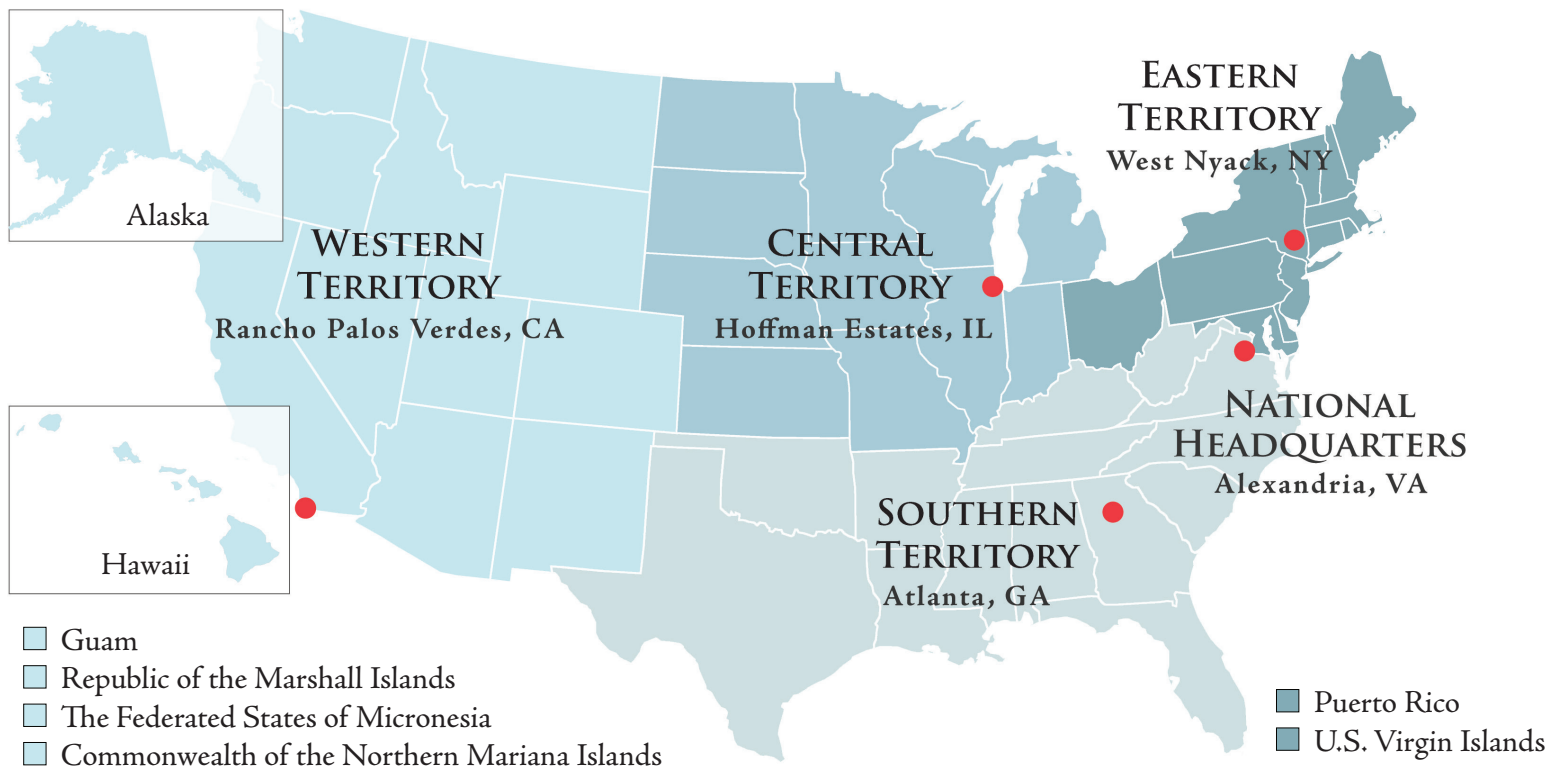 Alaska
Hawaii
WESTERN
TERRITORY
Rancho Palos Verdes, CA
CENTRAL
TERRITORY
Hoffman Estates, IL
EASTERN
TERRITORY
West Nyack, NY
NATIONAL
HEADQUARTERS
Alexandria, VA
SOUTHERN
TERRITORY
Atlanta, GA
Guam
Republic of the Marshall Islands
The Federated States of Micronesia
Commonwealth of the Northern Mariana Islands
Puerto Rico
U.S. Virgin Islands